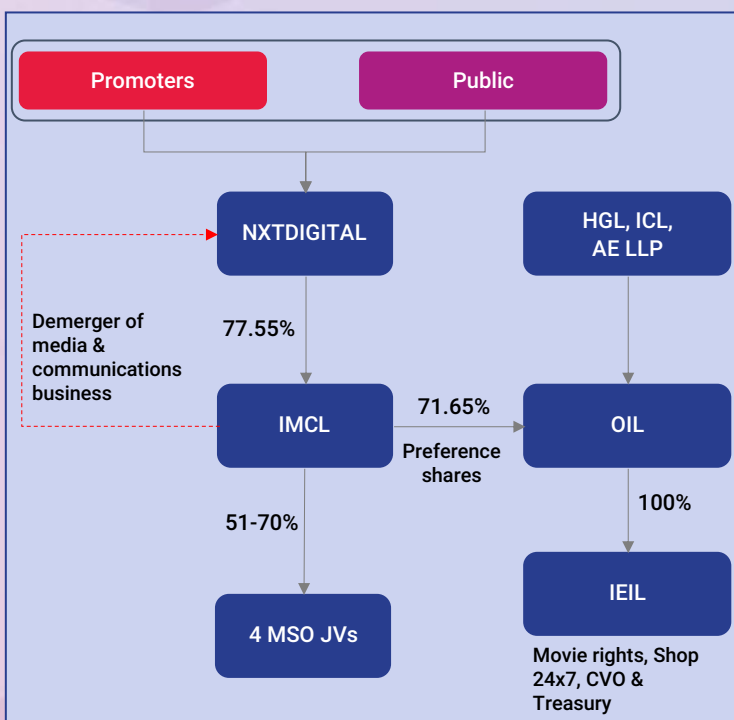 Promoters
Public
NXTDIGITAL
HGL, ICL,
AE LLP
77.55%
Demerger of
media &
communications
business
IMCL
71.65%
Preference
shares
OIL
51-70%
100%
4 MSO JVs
IEIL
Movie rights, Shop
24x7, CVO &
Treasury